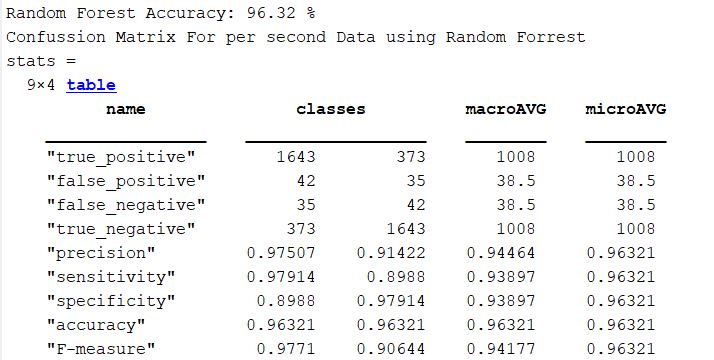 Random Forest Accuracy: 96.32 %
Confussion Matrix For per second Data using Random Forrest
stats =
9×4 table
name classes macroAVG microAVG
"true_positive" 1643 373 1008 1008
"false_positive" 42 35 38.5 38.5
"false_negative" 35 42 38.5 38.5
"true_negative" 373 1643 1008 1008
"precision" 0.97507 0.91422 0.94464 0.96321
"sensitivity" 0.97914 0.8988 0.93897 0.96321
"specificity" 0.8988 0.97914 0.93897 0.96321
"accuracy" 0.96321 0.96321 0.96321 0.96321
"F-measure" 0.9771 0.90644 0.94177 0.96321